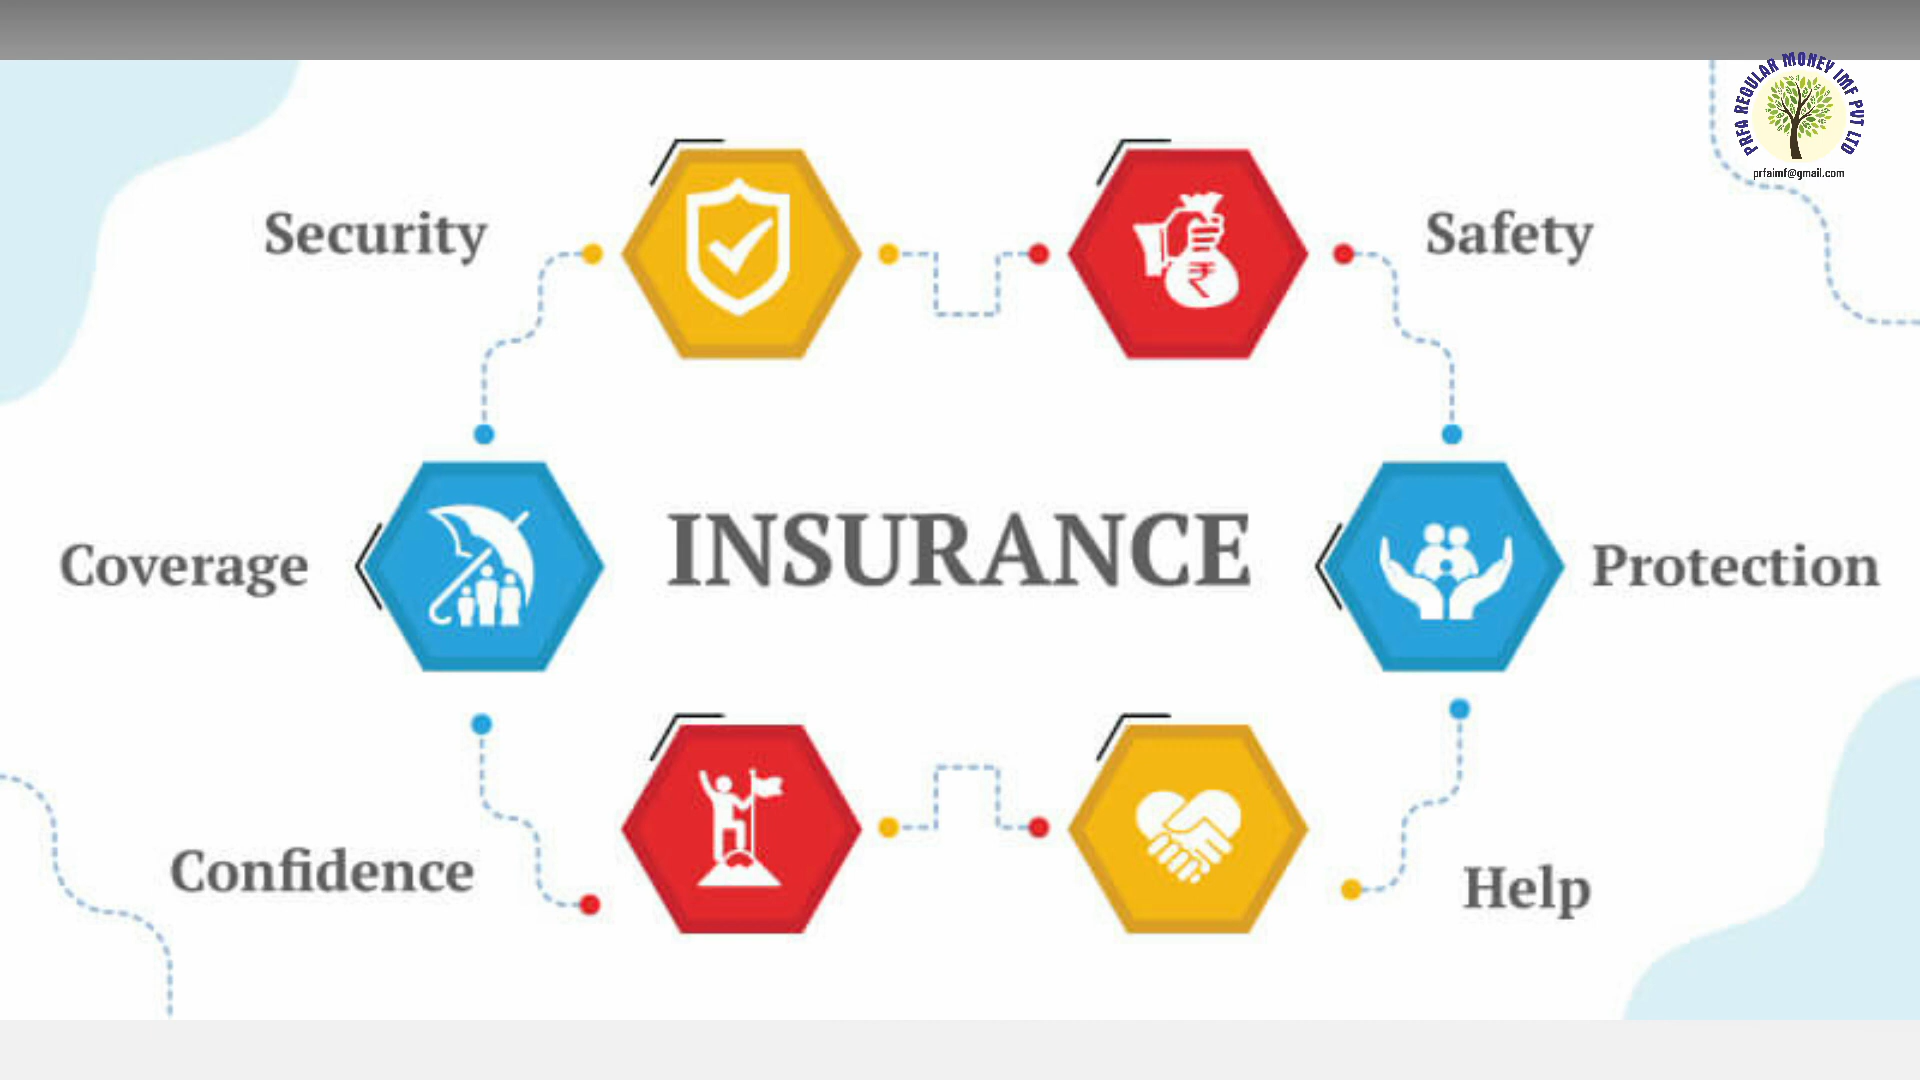 PRFA REGULAR MONEY IMF PVT LTD
prfaimf@gmail.com
Security
Safety
₹
Coverage
INSURANCE
Protection
Confidence
Help